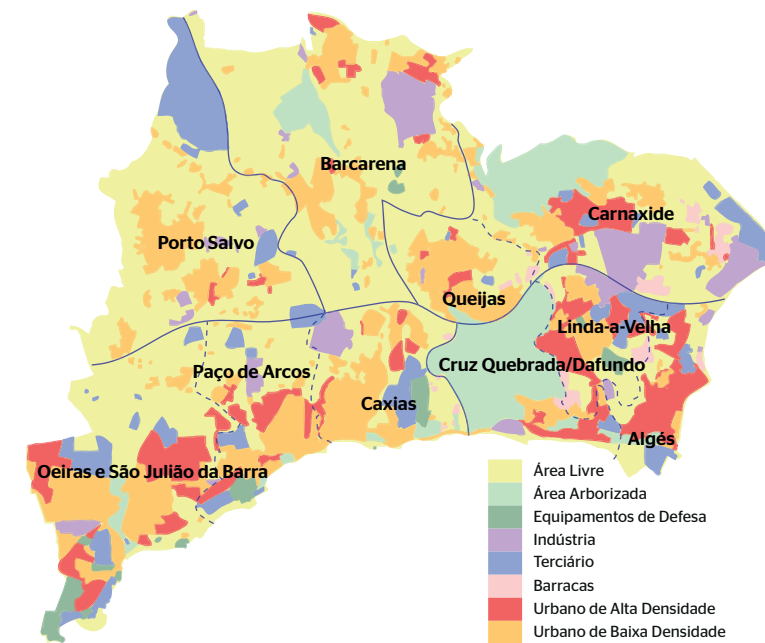 Barcarena
Carnaxide
Porto Salvo
Queijas
Linda-a-Velha
Cruz Quebrada/Dafundo
Paço de Arcos
Caxias
Algés
Oeiras e São Julião da Barra
Área Livre
Área Arborizada
Equipamentos de Defesa
Indústria
Terciário
Barracas
Urbano de Alta Densidade
Urbano de Baixa Densidade